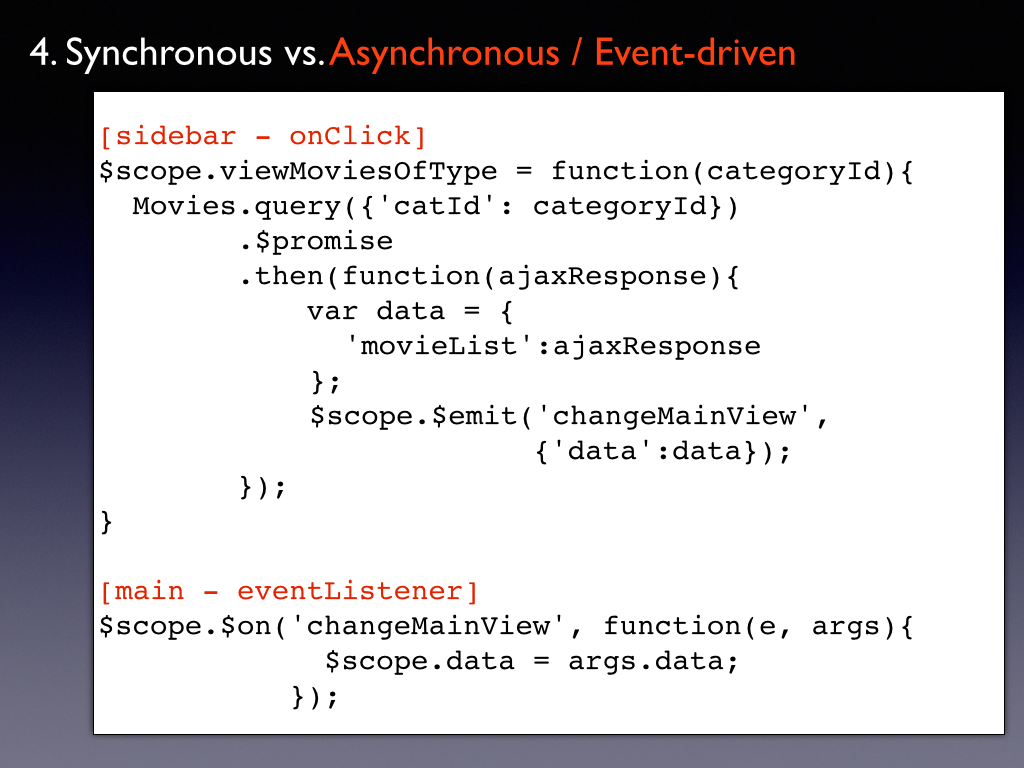 4. Synchronous vs. Asynchronous / Event-driven
[sidebar - onClick]
$scope.viewMoviesOfType = function(categoryId){
  Movies.query({'catId': categoryId})
        .$promise
        .then(function(ajaxResponse){
            var data = {
              'movieList':ajaxResponse
            };
            $scope.$emit('changeMainView',
                         {'data':data});
        });
}
[main - eventListener]
$scope.$on('changeMainView', function(e, args){
             $scope.data = args.data;
           });